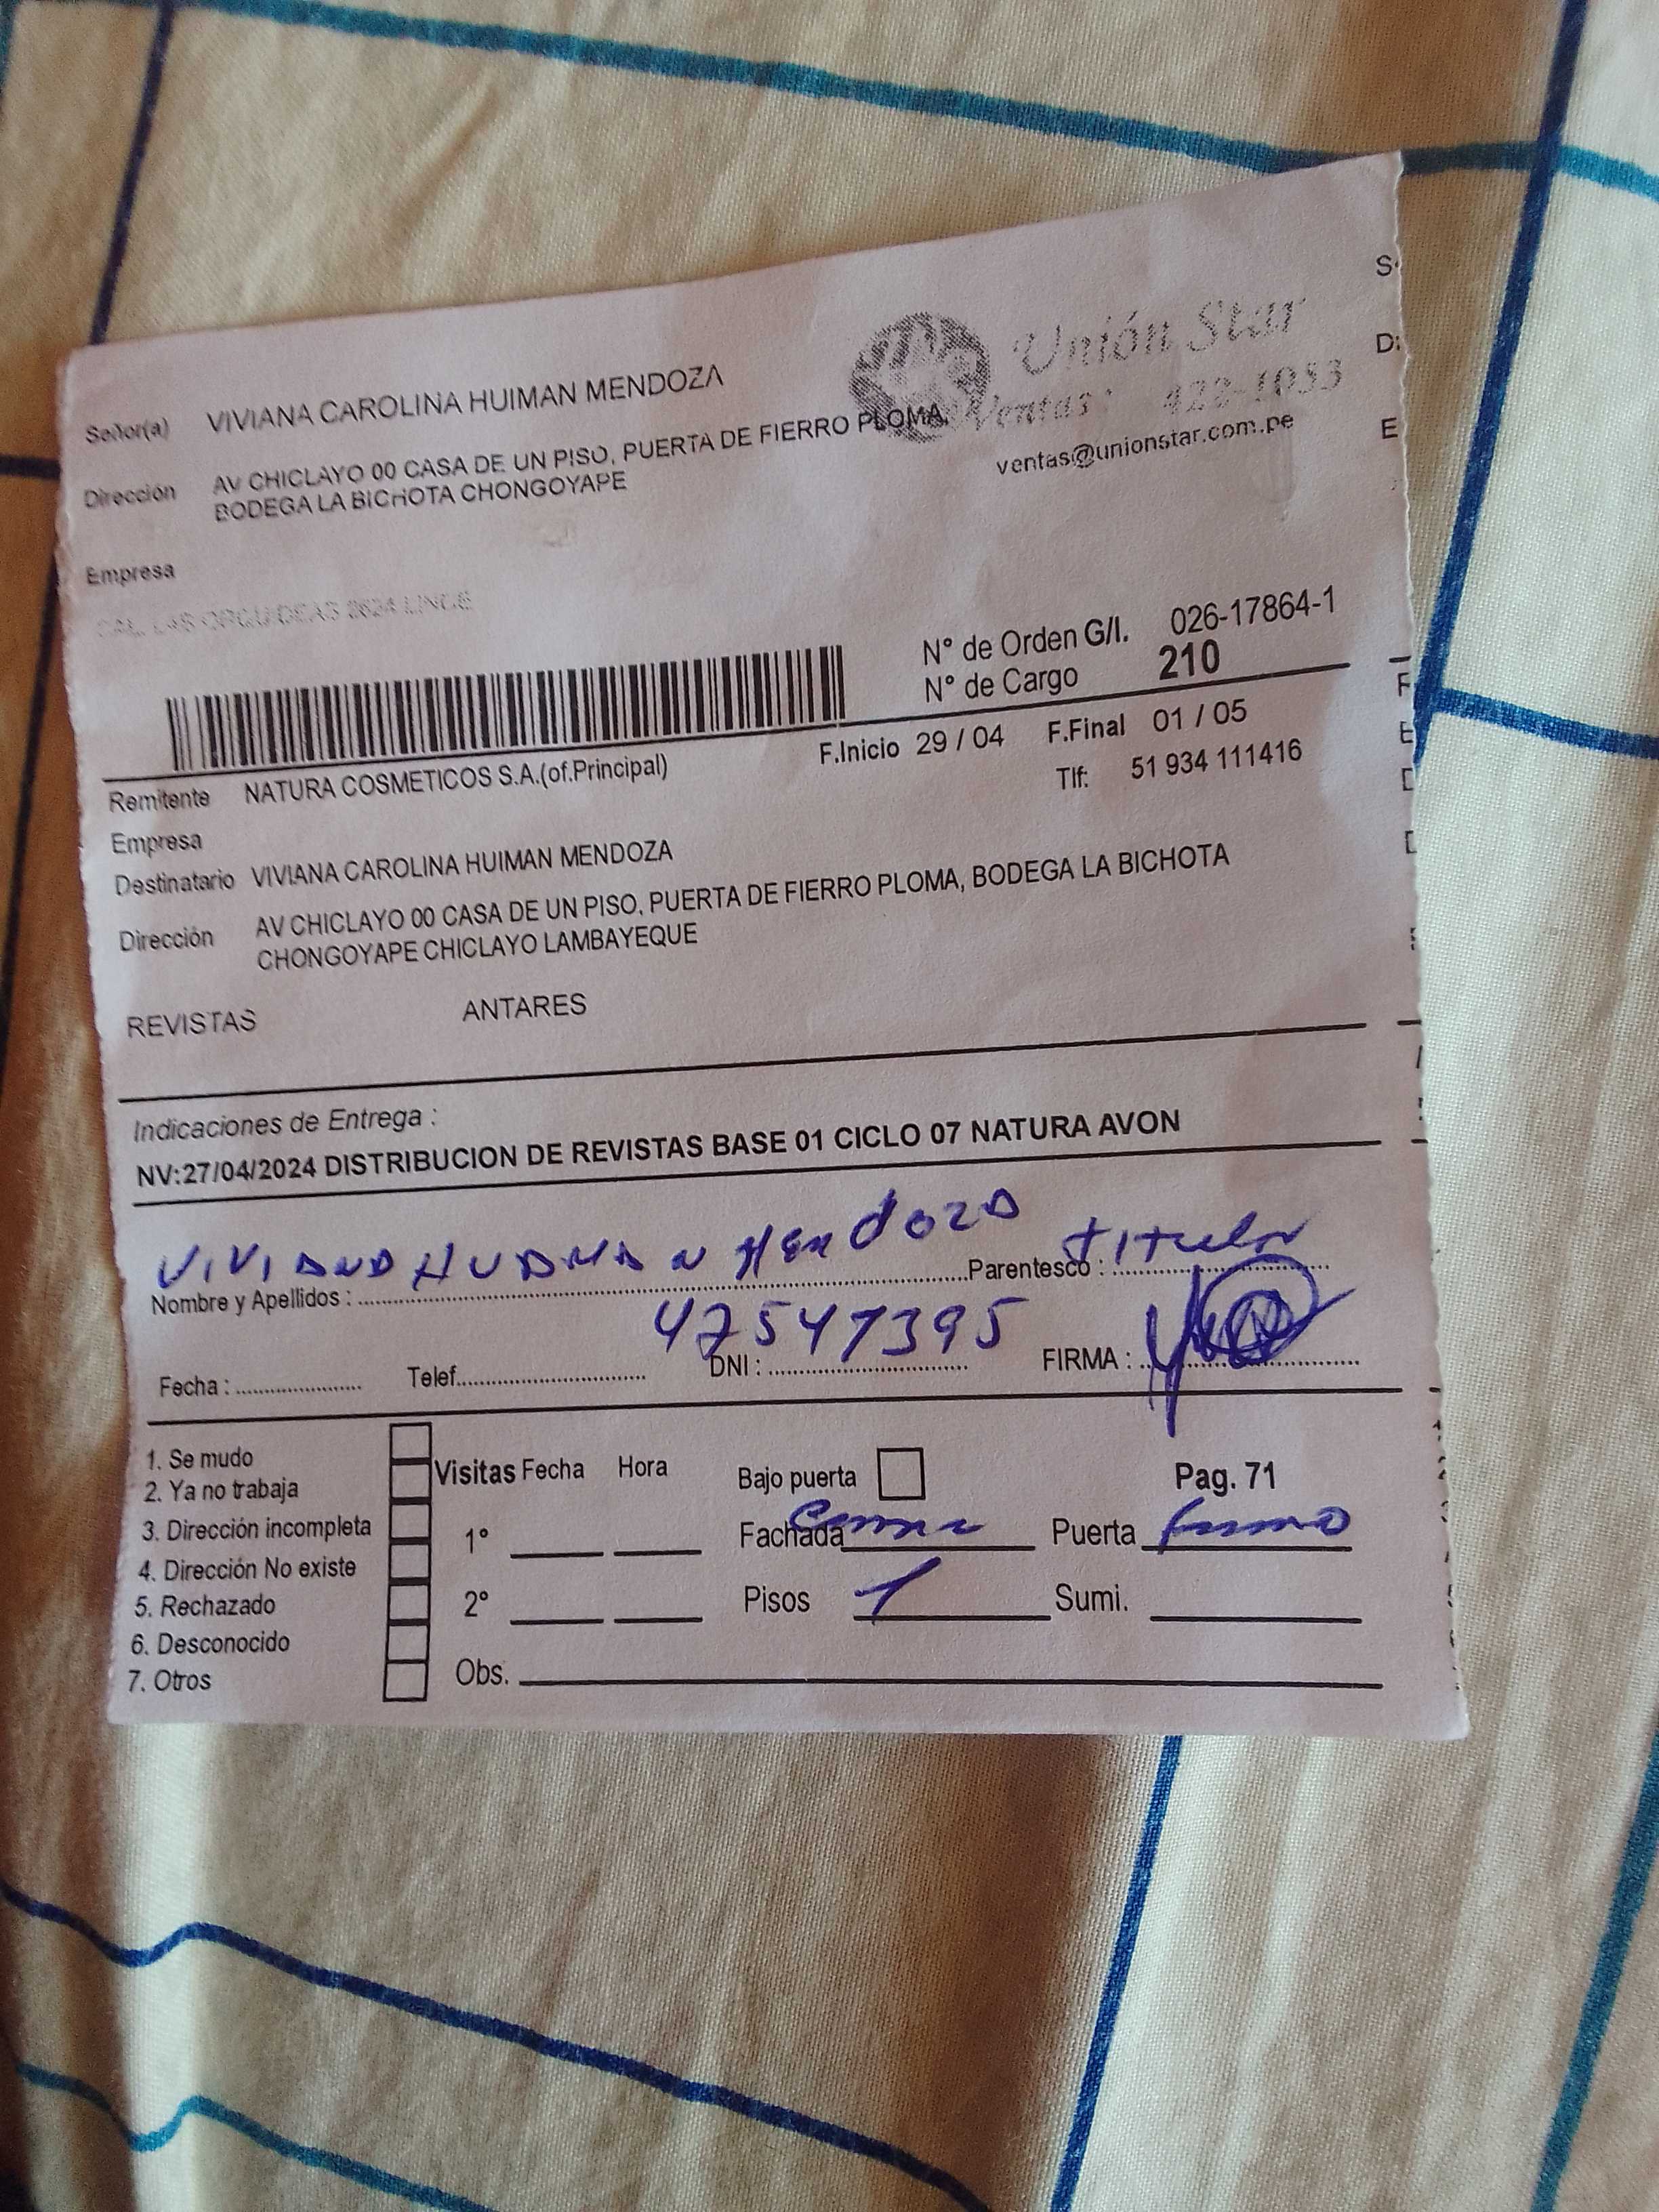 Unión Star
Señor(a) VIVIANA CAROLINA HUIMAN MENDOZA
Ventas: 422-1033
Dirección AV CHICLAYO 00 CASA DE UN PISO, PUERTA DE FIERRO PLOMA,
BODEGA LA BICHOTA CHONGOYAPE
ventas@unionstar.com.pe
Empresa
CAL. LAS ORQUIDEAS 2624 LINCE
N° de Orden G/I. 026-17864-1
N° de Cargo 210
F.Inicio 29 / 04 F.Final 01 / 05
Remitente NATURA COSMETICOS S.A.(of.Principal) Tlf: 51 934 111416
Empresa
Destinatario VIVIANA CAROLINA HUIMAN MENDOZA
Dirección AV CHICLAYO 00 CASA DE UN PISO, PUERTA DE FIERRO PLOMA, BODEGA LA BICHOTA
CHONGOYAPE CHICLAYO LAMBAYEQUE
REVISTAS ANTARES
Indicaciones de Entrega :
NV:27/04/2024 DISTRIBUCION DE REVISTAS BASE 01 CICLO 07 NATURA AVON
Nombre y Apellidos : VIVIANA HUAMAN Mendoza Parentesco : titular
Fecha : Telef. DNI : 47547395 FIRMA :
1. Se mudo
2. Ya no trabaja
3. Dirección incompleta
4. Dirección No existe
5. Rechazado
6. Desconocido
7. Otros
Visitas Fecha Hora Bajo puerta Pag. 71
1° Fachada Puerta
2° Pisos 1 Sumi.
Obs.